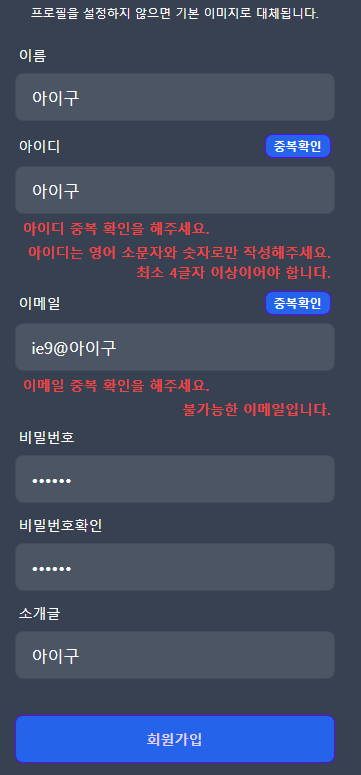 프로필을 설정하지 않으면 기본 이미지로 대체됩니다.
이름
아이구
아이디 중복확인
아이구
아이디 중복 확인을 해주세요.
아이디는 영어 소문자와 숫자로만 작성해주세요.
최소 4글자 이상이어야 합니다.
이메일 중복확인
ie9@아이구
이메일 중복 확인을 해주세요.
불가능한 이메일입니다.
비밀번호
••••••
비밀번호확인
••••••
소개글
아이구
회원가입